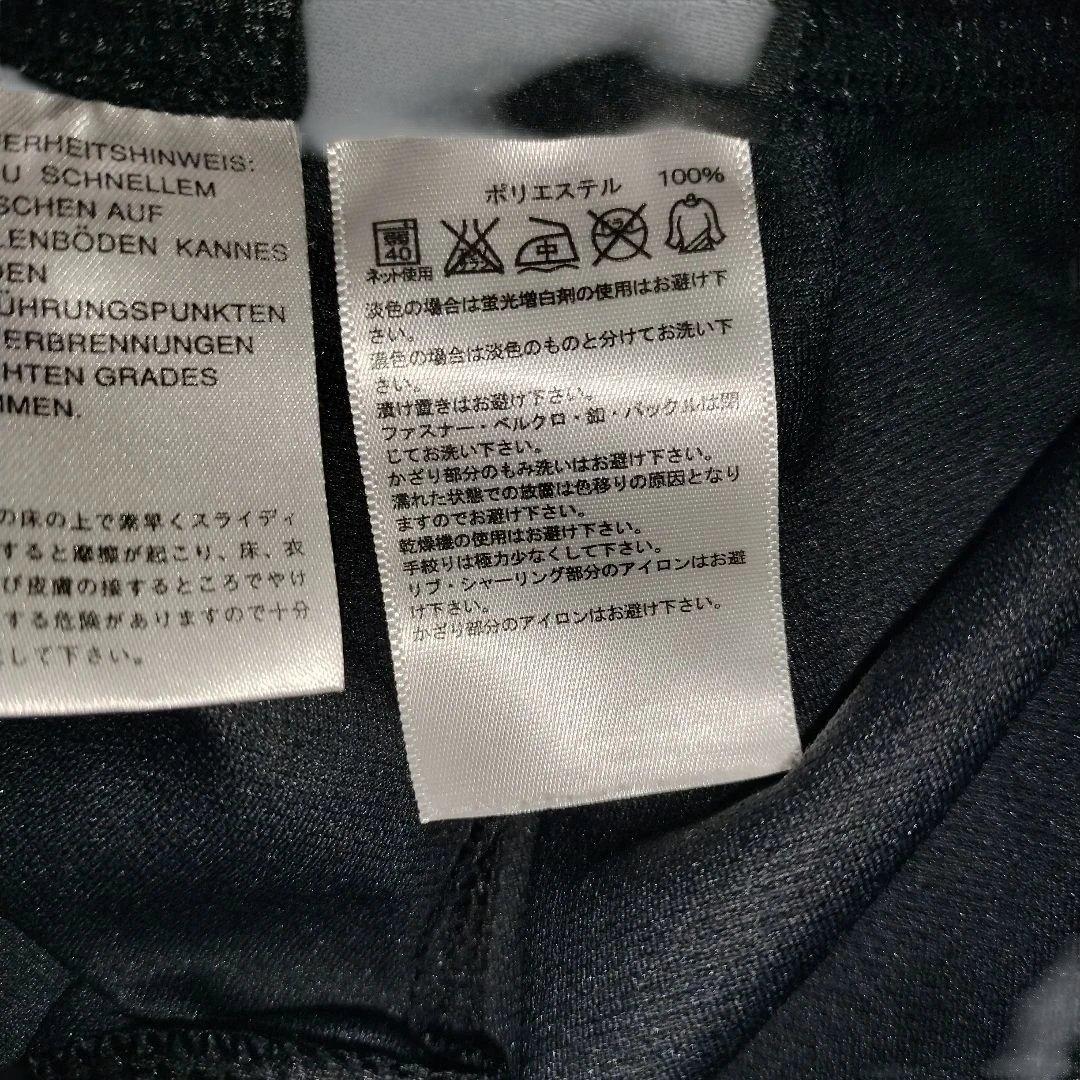 ERHEITSHINWEIS:
U SCHNELLEM
SCHEN AUF
LENBÖDEN KANNES
DEN
ÜHRUNGSPUNKTEN
ERBRENNUNGEN
HTEN GRADES
MMEN.
の床の上で素早くスライディ
すると摩擦が起こり、床、衣
び皮膚の接するところでやけ
する危険がありますので十分
して下さい。
ポリエステル 100%
弱
40
中
ネット使用
淡色の場合は蛍光増白剤の使用はお避け下
さい。
濃色の場合は淡色のものと分けてお洗い下
さい。
漬け置きはお避け下さい。
ファスナー・ベルクロ・釦・バックルは閉
じてお洗い下さい。
かざり部分のもみ洗いはお避け下さい。
濡れた状態での放置は色移りの原因となり
ますのでお避け下さい。
乾燥機の使用はお避け下さい。
手絞りは極力少なくして下さい。
リブ・シャーリング部分のアイロンはお避
け下さい。
かざり部分のアイロンはお避け下さい。